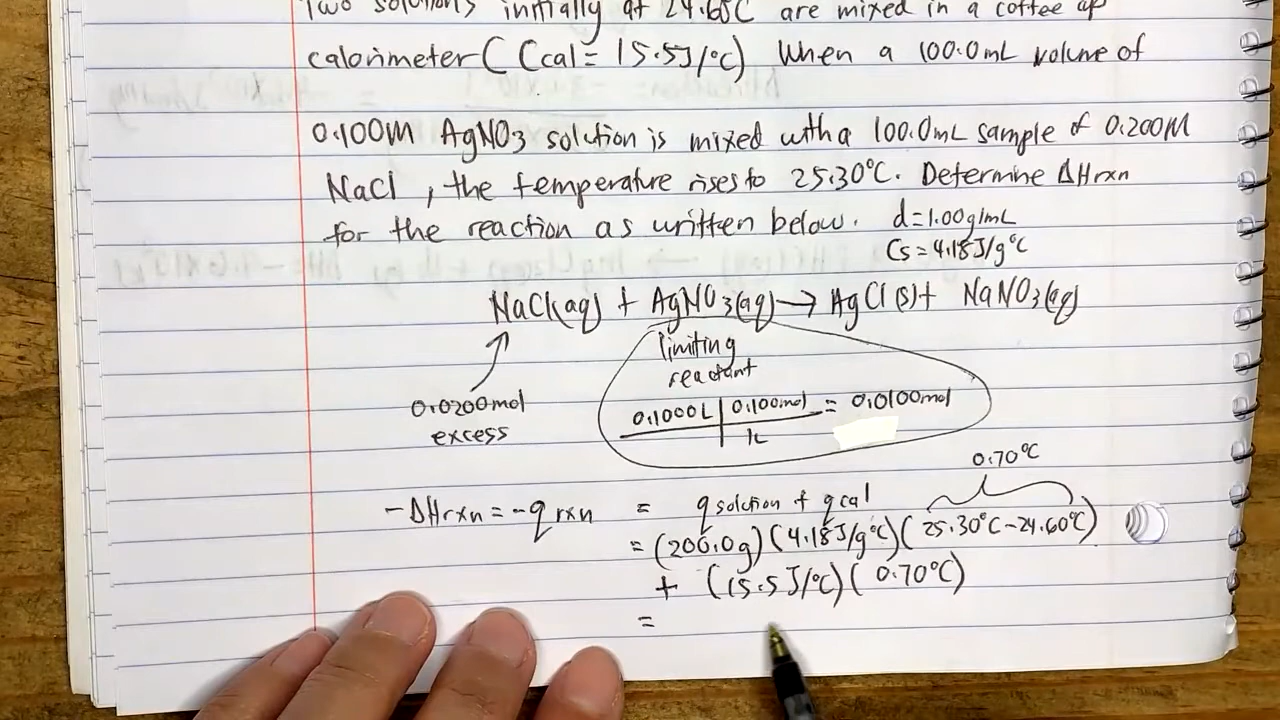 Two solutions initially at 24.60°C are mixed in a coffee cup
calorimeter (Ccal = 15.5J/°C) When a 100.0mL volume of
0.100M AgNO3 solution is mixed with a 100.0mL sample of 0.200M
NaCl, the temperature rises to 25.30°C. Determine ΔHrxn
for the reaction as written below. d=1.00g/mL
Cs = 4.18J/g°C
NaCl(aq) + AgNO3(aq) → AgCl(s) + NaNO3(aq)
limiting
reactant
0.0200mol
excess
0.1000L | 0.100mol = 0.0100mol
1L
0.70°C
-ΔHrxn = -qrxn = qsolution + qcal
= (200.0g)(4.18J/g°C)(25.30°C-24.60°C)
+ (15.5J/°C)(0.70°C)
=